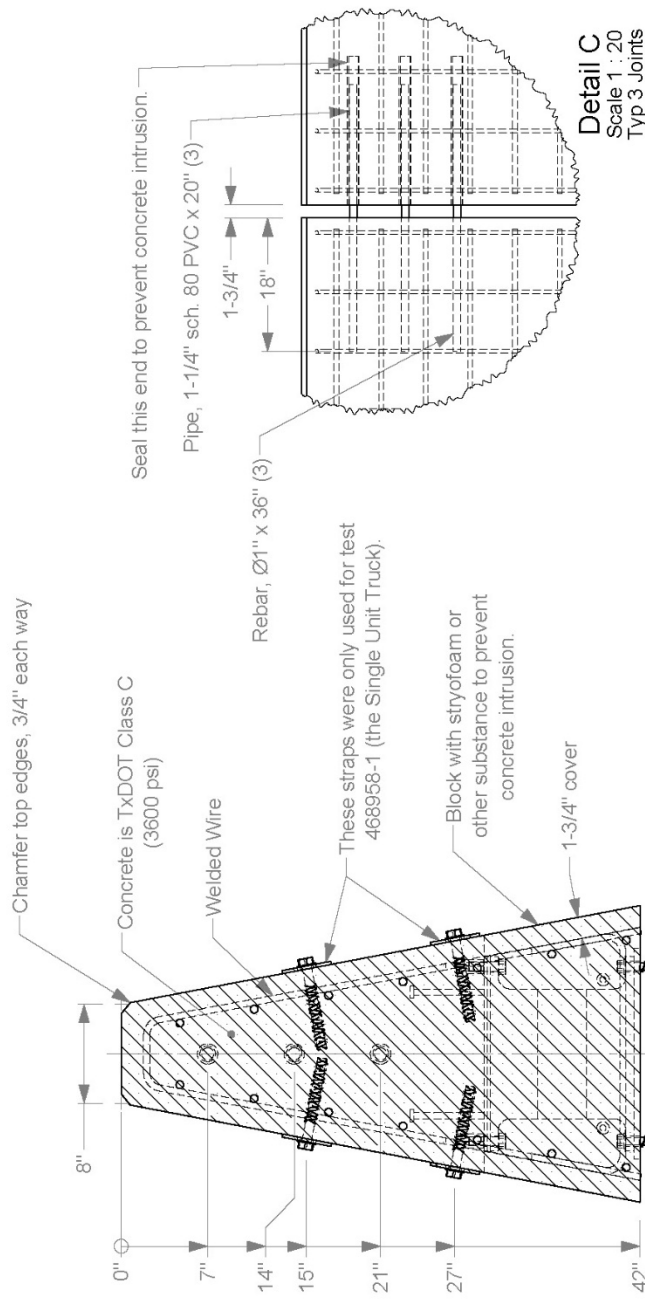 Chamfer top edges, 3/4" each way
Concrete is TxDOT Class C
(3600 psi)
Welded Wire
These straps were only used for test
468958-1 (the Single Unit Truck).
Block with stryofoam or
other substance to prevent
concrete intrusion.
1-3/4" cover
8"
0"
7"
14"
15"
21"
27"
42"
Seal this end to prevent concrete intrusion.
Pipe, 1-1/4" sch. 80 PVC x 20" (3)
1-3/4"
18"
Rebar, Ø1" x 36" (3)
Detail C
Scale 1 : 20
Typ 3 Joints